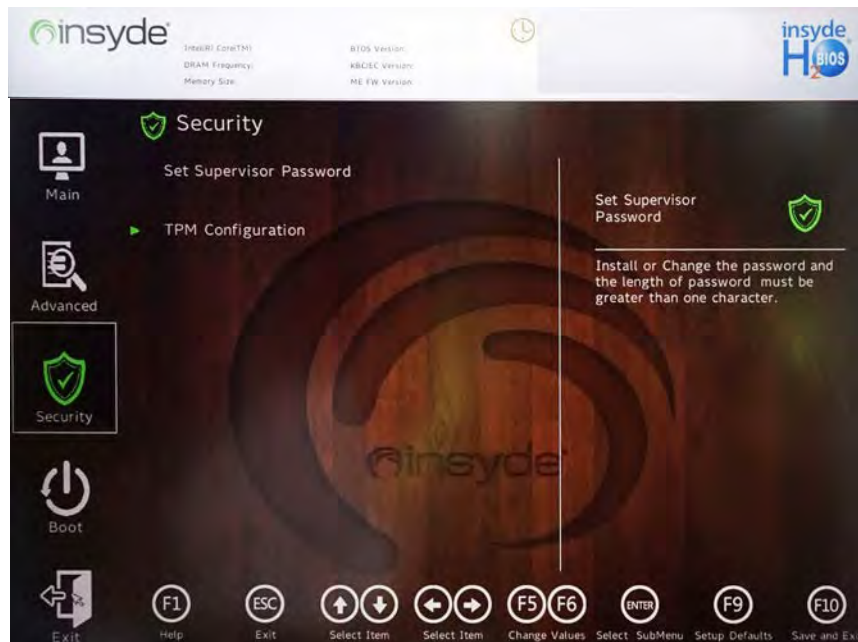 insyde
Intel(R) Core(TM)
BIOS Version:
DRAM Frequency:
KBC/EC Version:
Memory Size:
ME FW Version:
insyde
H2O
BIOS
Security
Set Supervisor Password
TPM Configuration
Main
Advanced
Security
Boot
Exit
Set Supervisor
Password
Install or Change the password and
the length of password must be
greater than one character.
insyde
F1
Help
ESC
Exit
Select Item
Select Item
F5 F6
Change Values
ENTER
Select SubMenu
F9
Setup Defaults
F10
Save and Ex